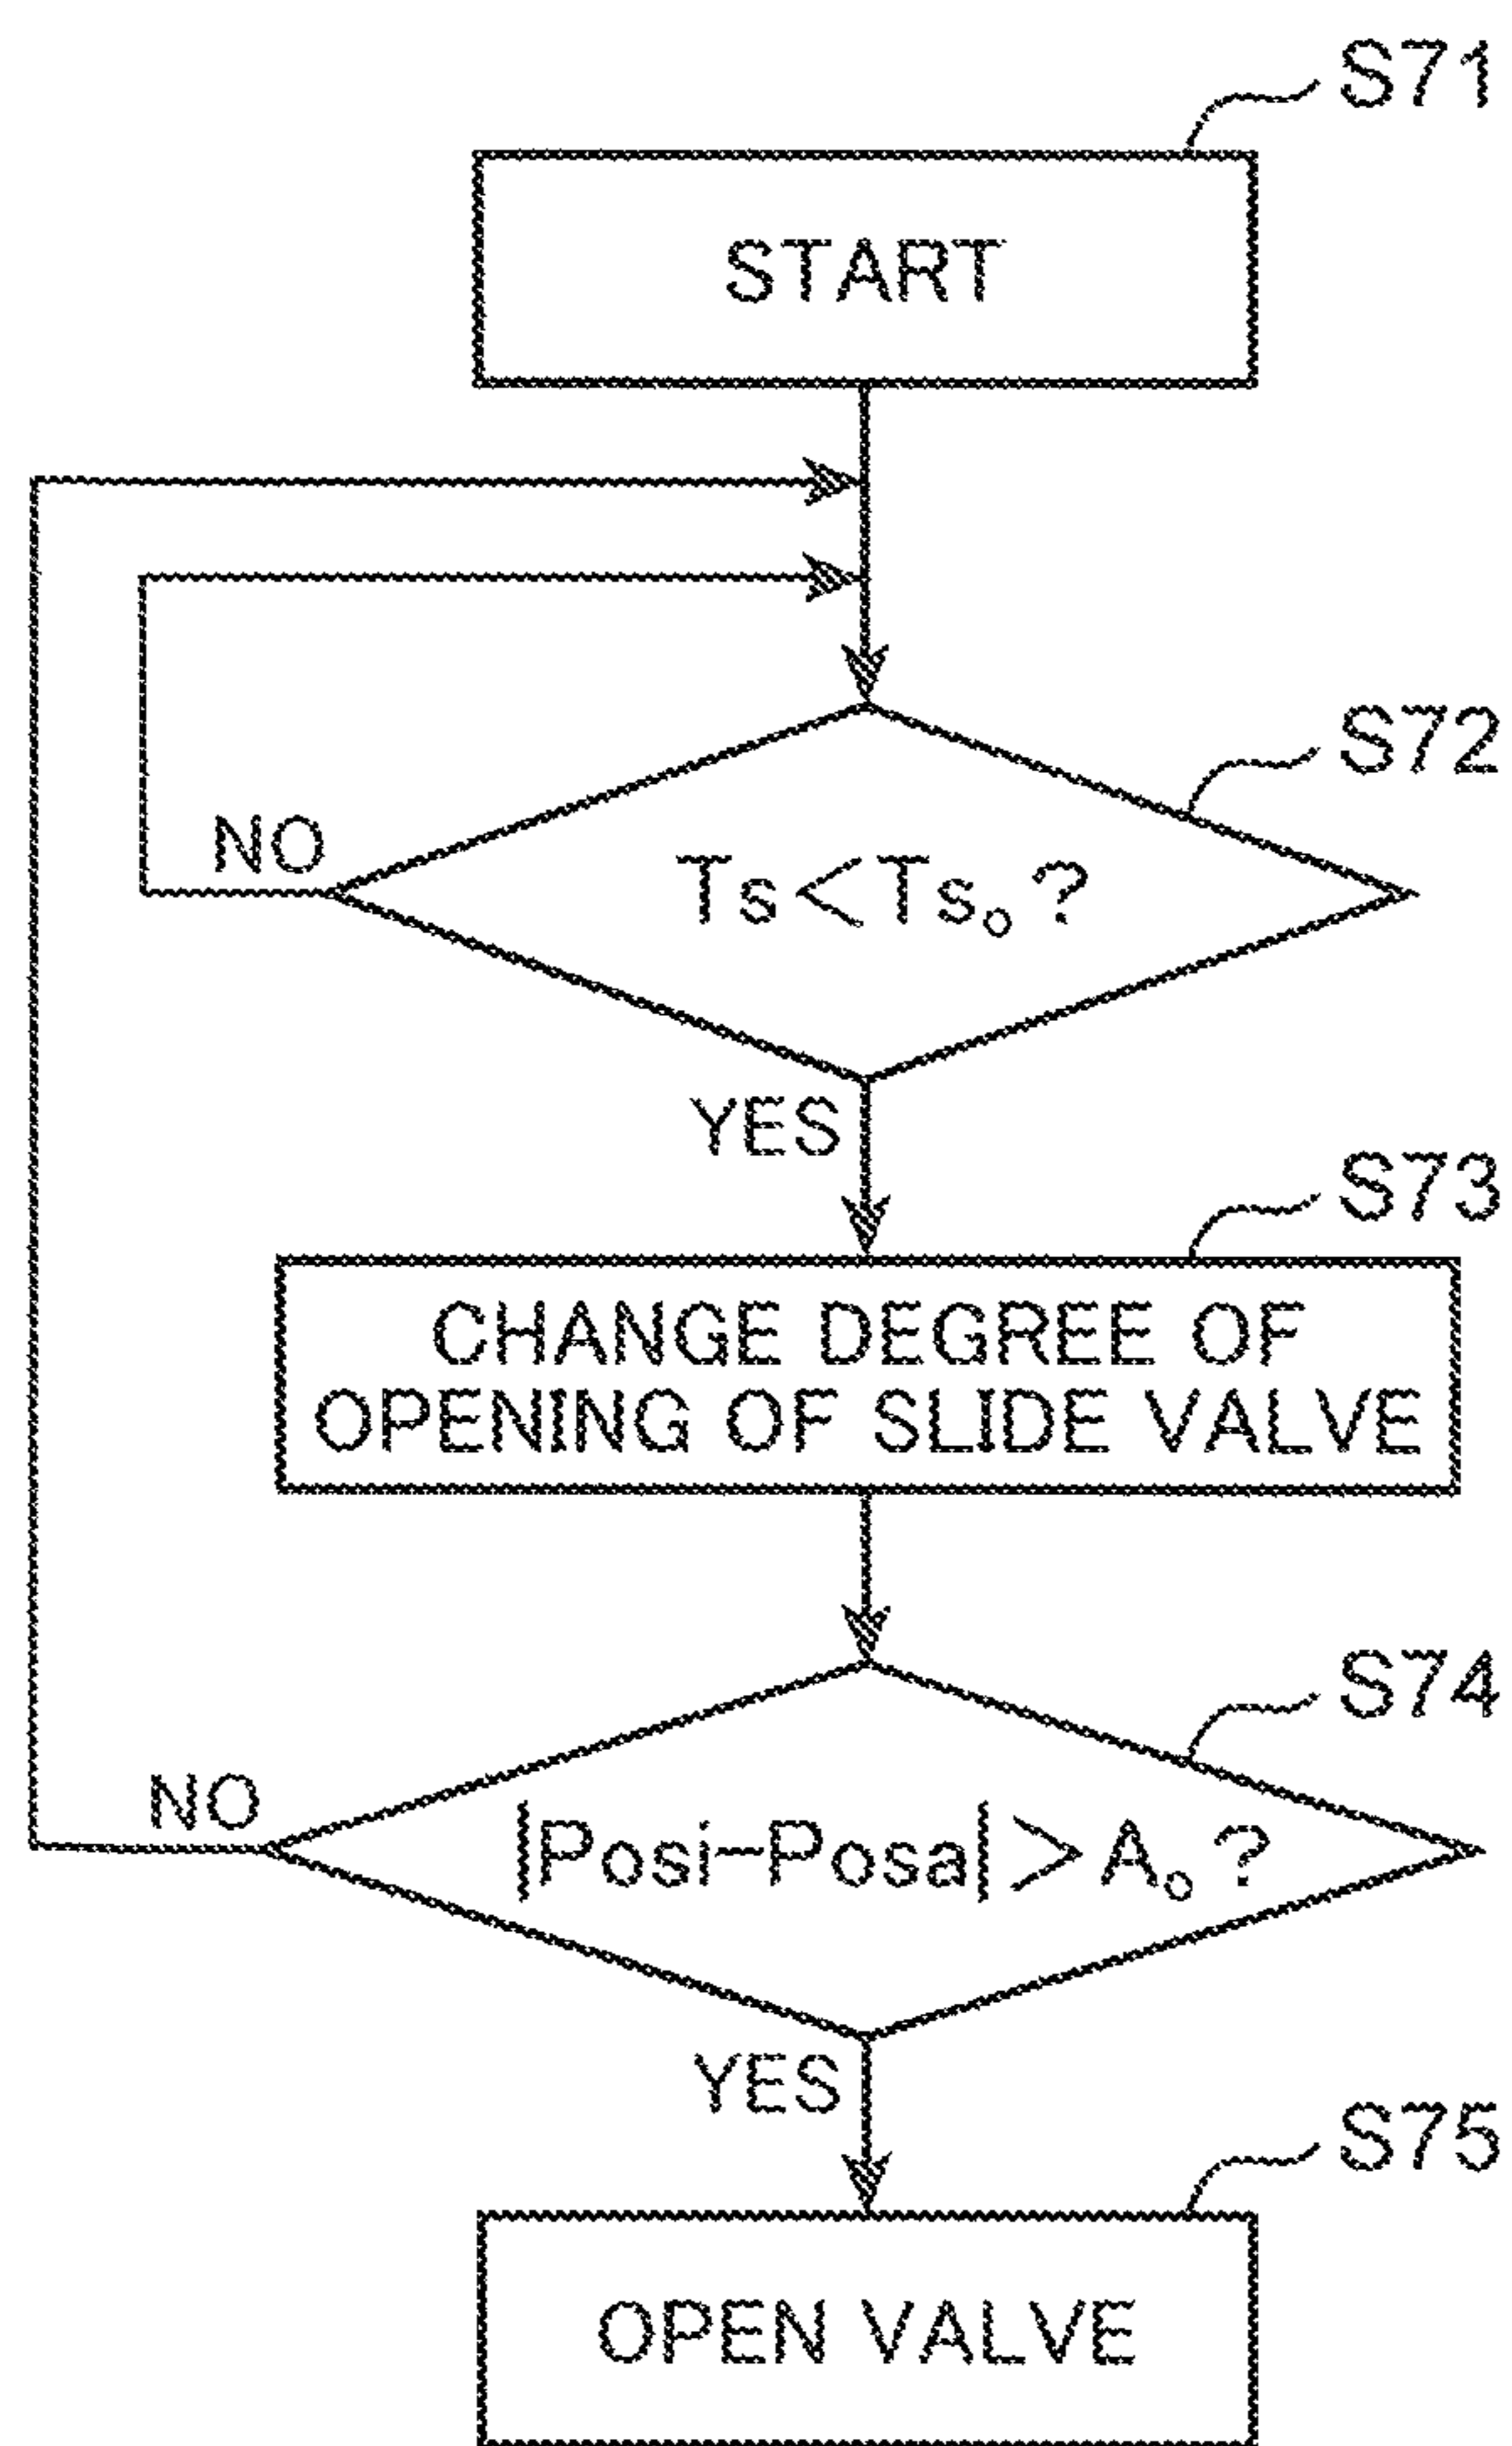 S71
START
S72
NO
Ts<Ts₀?
YES
S73
CHANGE DEGREE OF
OPENING OF SLIDE VALVE
S74
NO
|Posi-Posa|>A₀?
YES
S75
OPEN VALVE